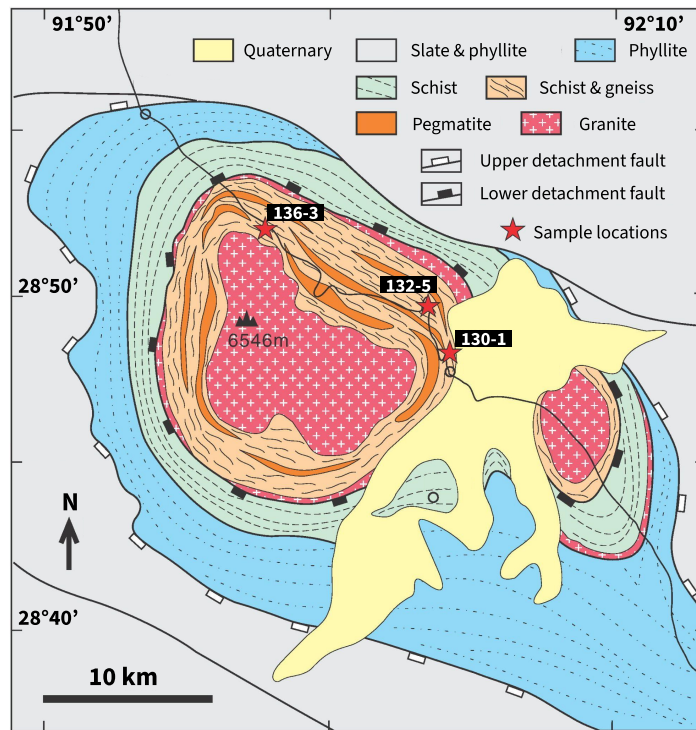 91°50’ 92°10’
Quaternary Slate & phyllite Phyllite
Schist Schist & gneiss
Pegmatite Granite
Upper detachment fault
Lower detachment fault
Sample locations
136-3
28°50’
132-5
130-1
6546m
N
28°40’
10 km